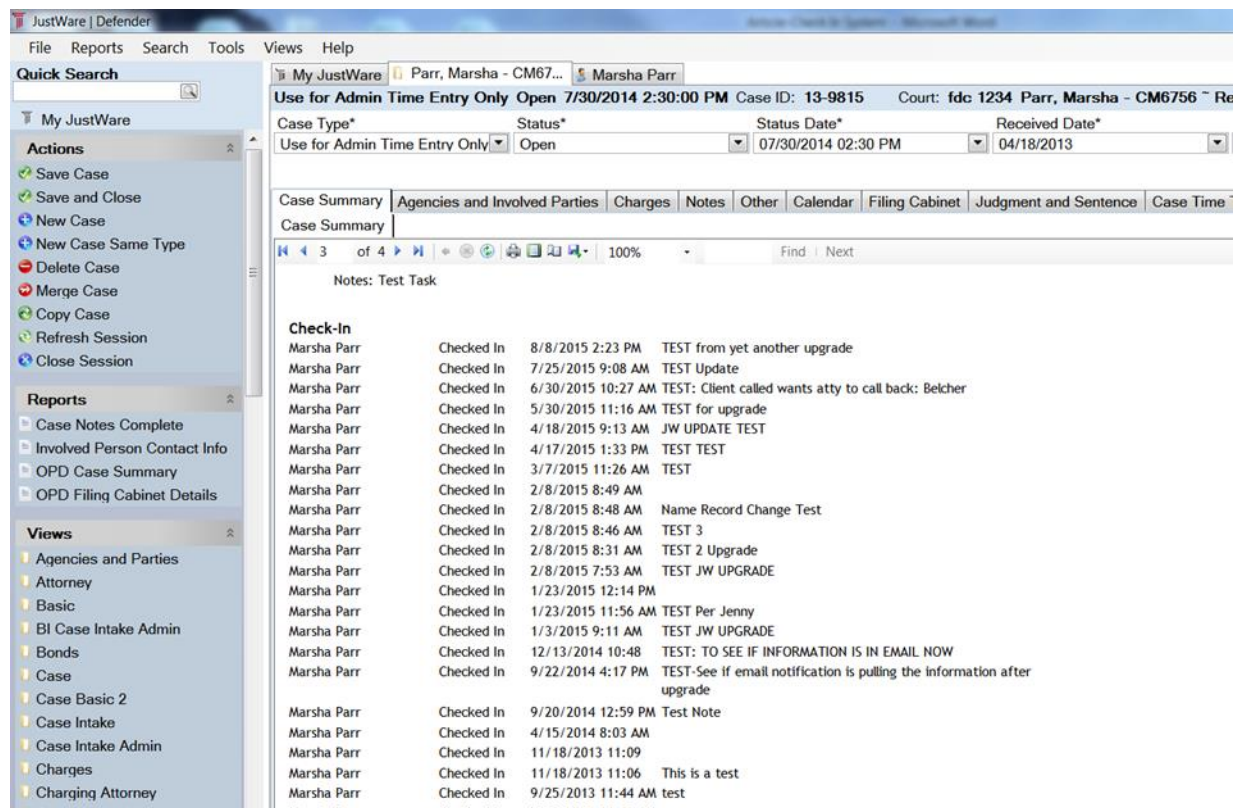 JustWare | Defender
Article Check In System - Microsoft Word
File Reports Search Tools Views Help
Quick Search
My JustWare
Actions
Save Case
Save and Close
New Case
New Case Same Type
Delete Case
Merge Case
Copy Case
Refresh Session
Close Session
Reports
Case Notes Complete
Involved Person Contact Info
OPD Case Summary
OPD Filing Cabinet Details
Views
Agencies and Parties
Attorney
Basic
BI Case Intake Admin
Bonds
Case
Case Basic 2
Case Intake
Case Intake Admin
Charges
Charging Attorney
My JustWare Parr, Marsha - CM67... Marsha Parr
Use for Admin Time Entry Only Open 7/30/2014 2:30:00 PM Case ID: 13-9815 Court: fdc 1234 Parr, Marsha - CM6756 ~ Re
Case Type* Status* Status Date* Received Date*
Use for Admin Time Entry Only Open 07/30/2014 02:30 PM 04/18/2013
Case Summary Agencies and Involved Parties Charges Notes Other Calendar Filing Cabinet Judgment and Sentence Case Time
Case Summary
3 of 4 100% Find | Next
Notes: Test Task
Check-In
Marsha Parr Checked In 8/8/2015 2:23 PM TEST from yet another upgrade
Marsha Parr Checked In 7/25/2015 9:08 AM TEST Update
Marsha Parr Checked In 6/30/2015 10:27 AM TEST: Client called wants atty to call back: Belcher
Marsha Parr Checked In 5/30/2015 11:16 AM TEST for upgrade
Marsha Parr Checked In 4/18/2015 9:13 AM JW UPDATE TEST
Marsha Parr Checked In 4/17/2015 1:33 PM TEST TEST
Marsha Parr Checked In 3/7/2015 11:26 AM TEST
Marsha Parr Checked In 2/8/2015 8:49 AM
Marsha Parr Checked In 2/8/2015 8:48 AM Name Record Change Test
Marsha Parr Checked In 2/8/2015 8:46 AM TEST 3
Marsha Parr Checked In 2/8/2015 8:31 AM TEST 2 Upgrade
Marsha Parr Checked In 2/8/2015 7:53 AM TEST JW UPGRADE
Marsha Parr Checked In 1/23/2015 12:14 PM
Marsha Parr Checked In 1/23/2015 11:56 AM TEST Per Jenny
Marsha Parr Checked In 1/3/2015 9:11 AM TEST JW UPGRADE
Marsha Parr Checked In 12/13/2014 10:48 TEST: TO SEE IF INFORMATION IS IN EMAIL NOW
Marsha Parr Checked In 9/22/2014 4:17 PM TEST-See if email notification is pulling the information after
upgrade
Marsha Parr Checked In 9/20/2014 12:59 PM Test Note
Marsha Parr Checked In 4/15/2014 8:03 AM
Marsha Parr Checked In 11/18/2013 11:09
Marsha Parr Checked In 11/18/2013 11:06 This is a test
Marsha Parr Checked In 9/25/2013 11:44 AM test